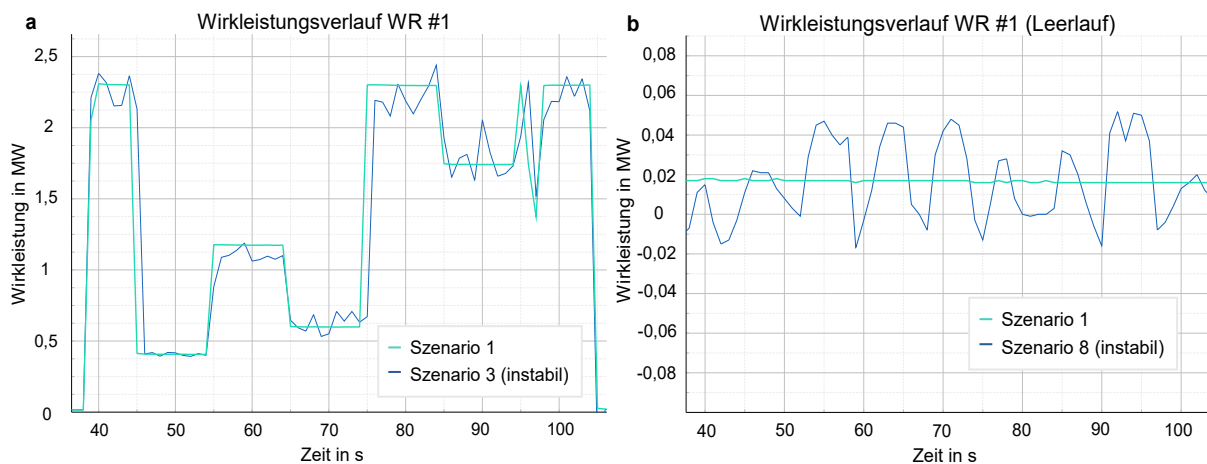 a
Wirkleistungsverlauf WR #1
Wirkleistung in MW
2,5
2
1,5
1
0,5
0
40 50 60 70 80 90 100
Zeit in s
Szenario 1
Szenario 3 (instabil)
b
Wirkleistungsverlauf WR #1 (Leerlauf)
Wirkleistung in MW
0,08
0,06
0,04
0,02
0
-0,02
-0,04
-0,06
-0,08
40 50 60 70 80 90 100
Zeit in s
Szenario 1
Szenario 8 (instabil)